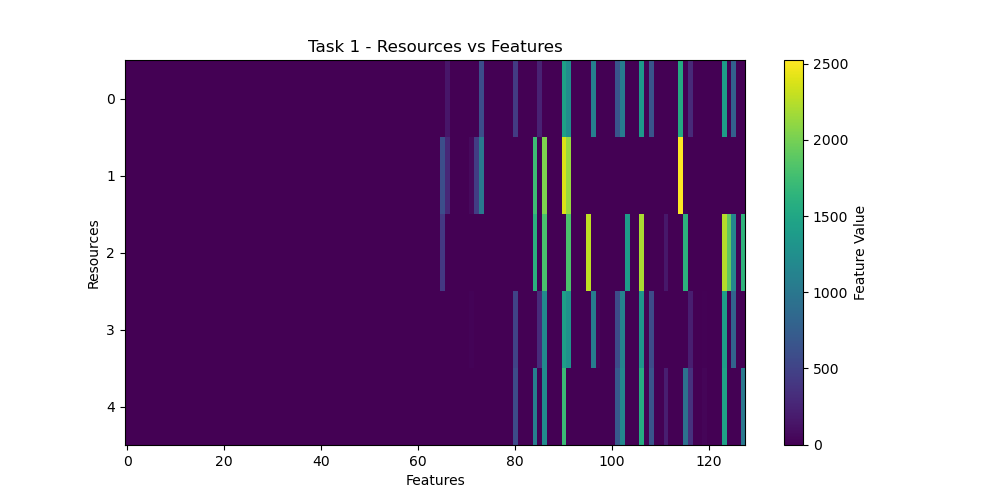 Task 1 - Resources vs Features
Resources
0
1
2
3
4
0 20 40 60 80 100 120
Features
2500
2000
1500
1000
500
0
Feature Value